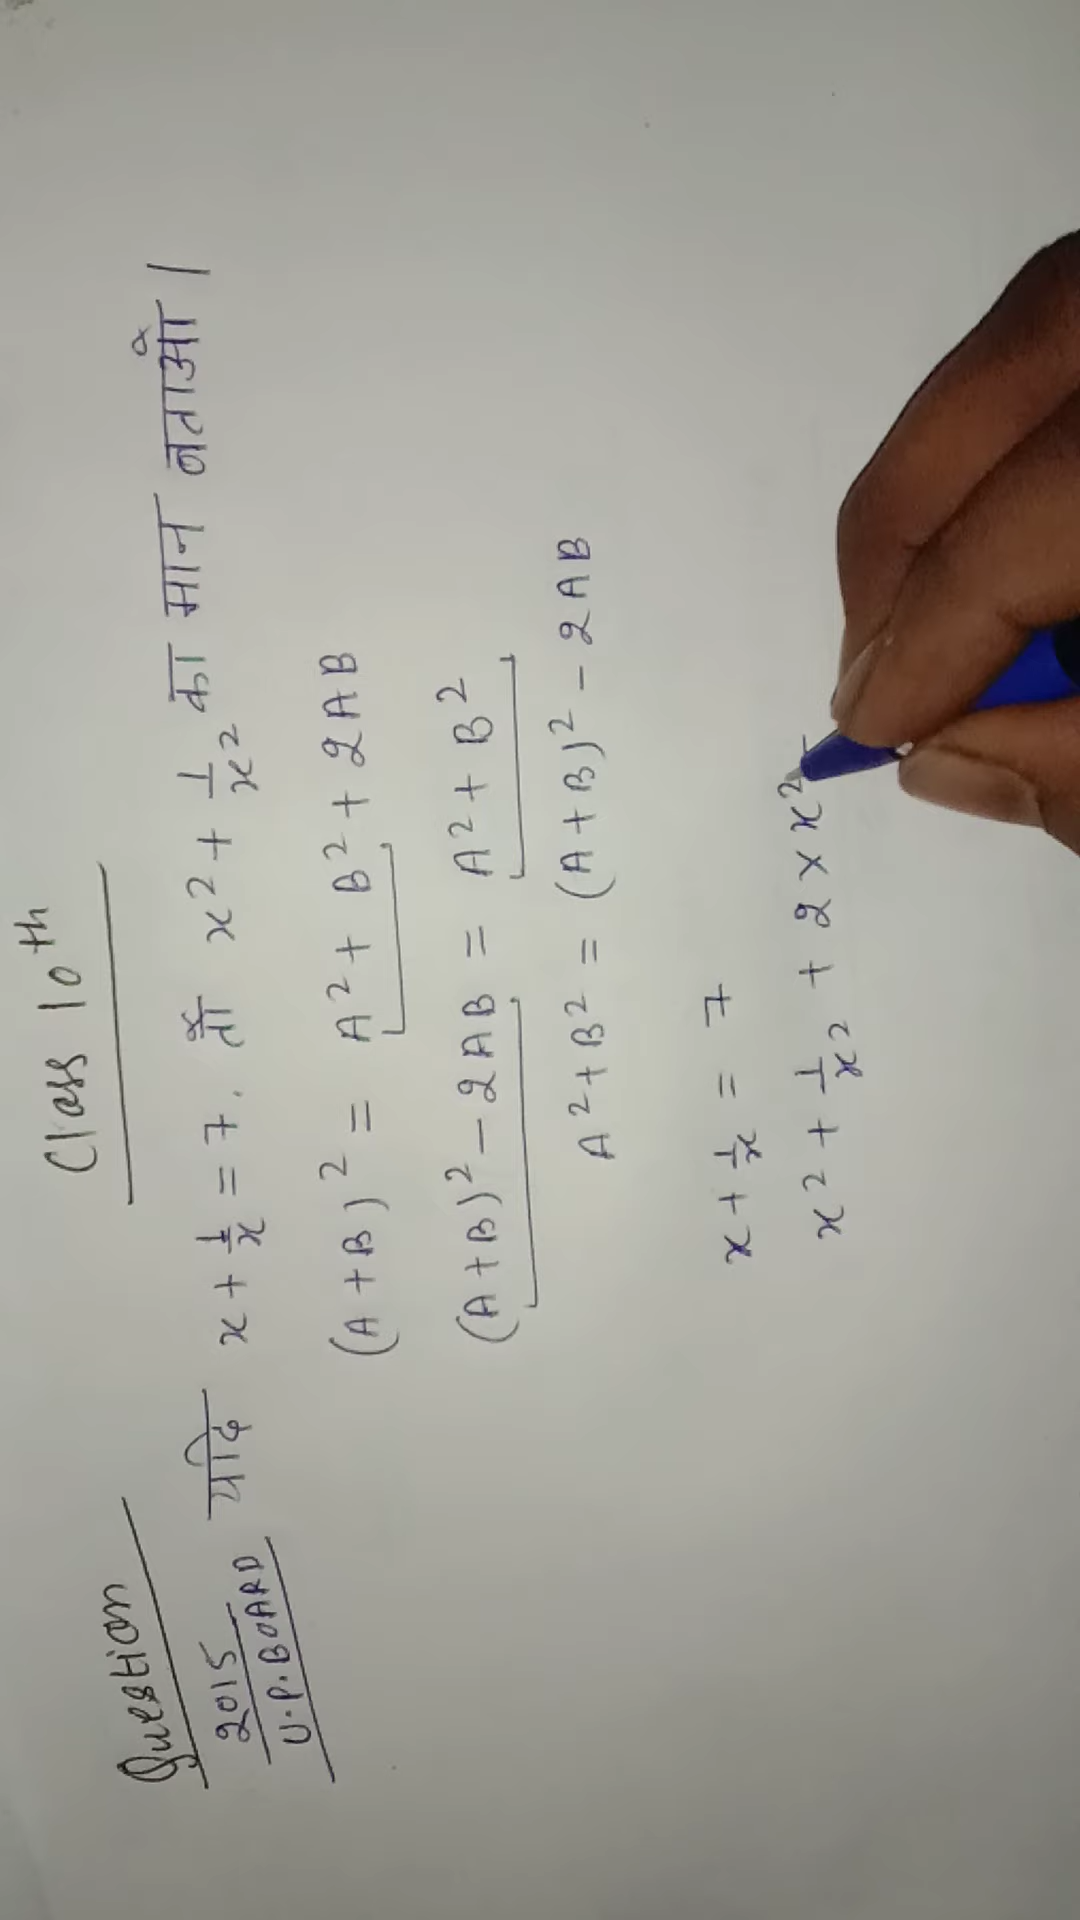 Class 10th
Question
2015
U.P. BOARD
यदि x + 1/x = 7. तो x² + 1/x² का मान बताओं |
(A+B)² = A² + B² + 2AB
(A+B)² - 2AB = A² + B²
A² + B² = (A+B)² - 2AB
x + 1/x = 7
x² + 1/x² + 2 × x²